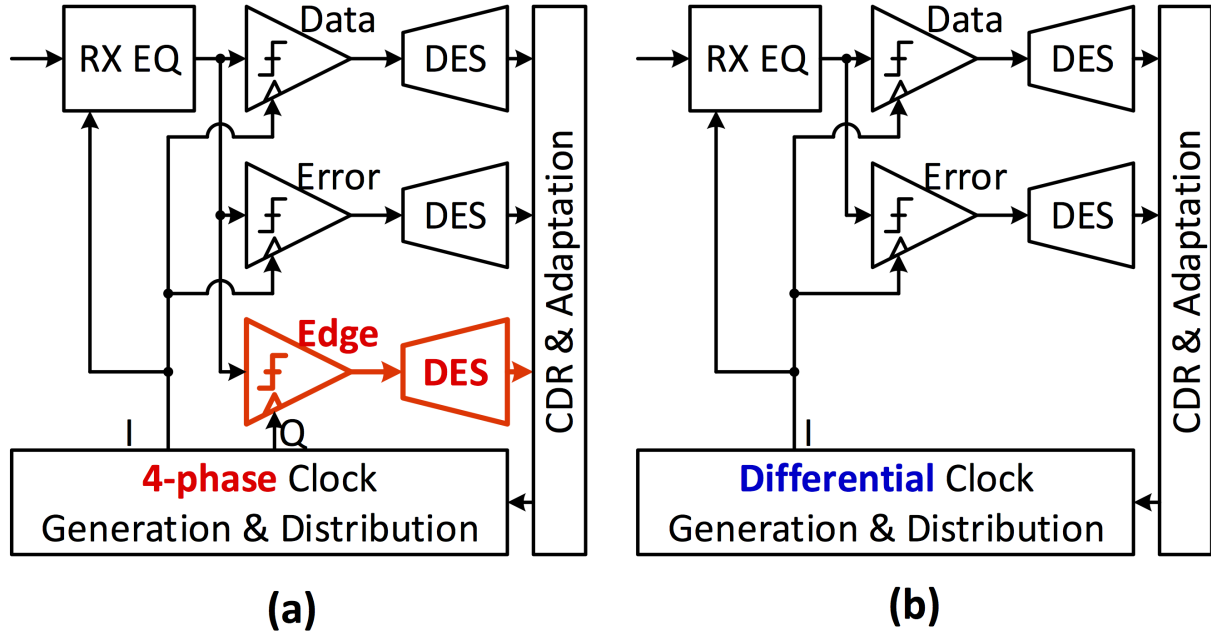 Data
RX EQ
DES
Error
DES
Edge
DES
CDR & Adaptation
I
Q
4-phase Clock
Generation & Distribution
(a)
Data
RX EQ
DES
Error
DES
CDR & Adaptation
I
Differential Clock
Generation & Distribution
(b)